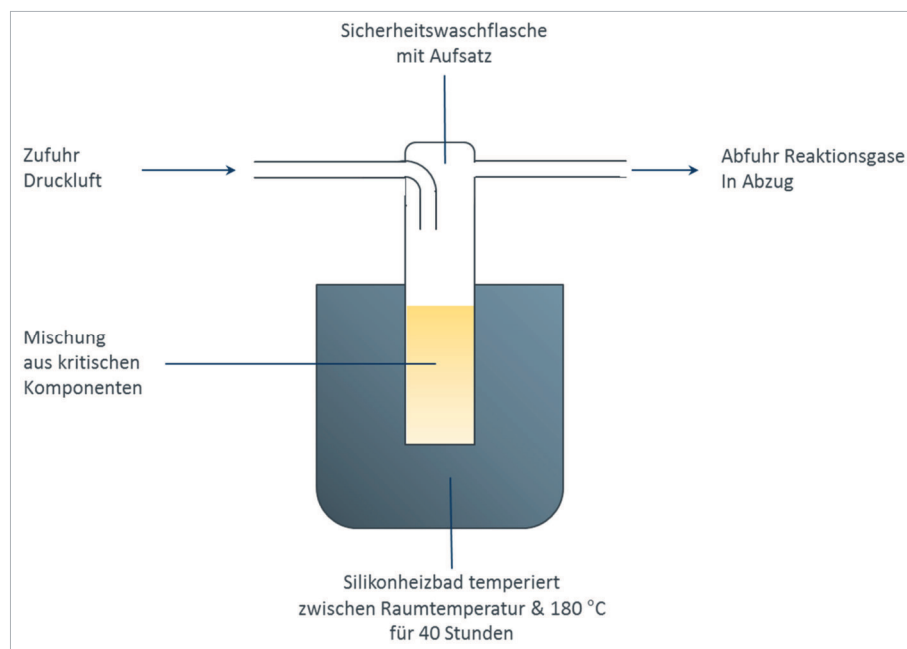 Sicherheitswaschflasche
mit Aufsatz
Zufuhr
Druckluft
Abfuhr Reaktionsgase
In Abzug
Mischung
aus kritischen
Komponenten
Silikonheizbad temperiert
zwischen Raumtemperatur & 180 °C
für 40 Stunden